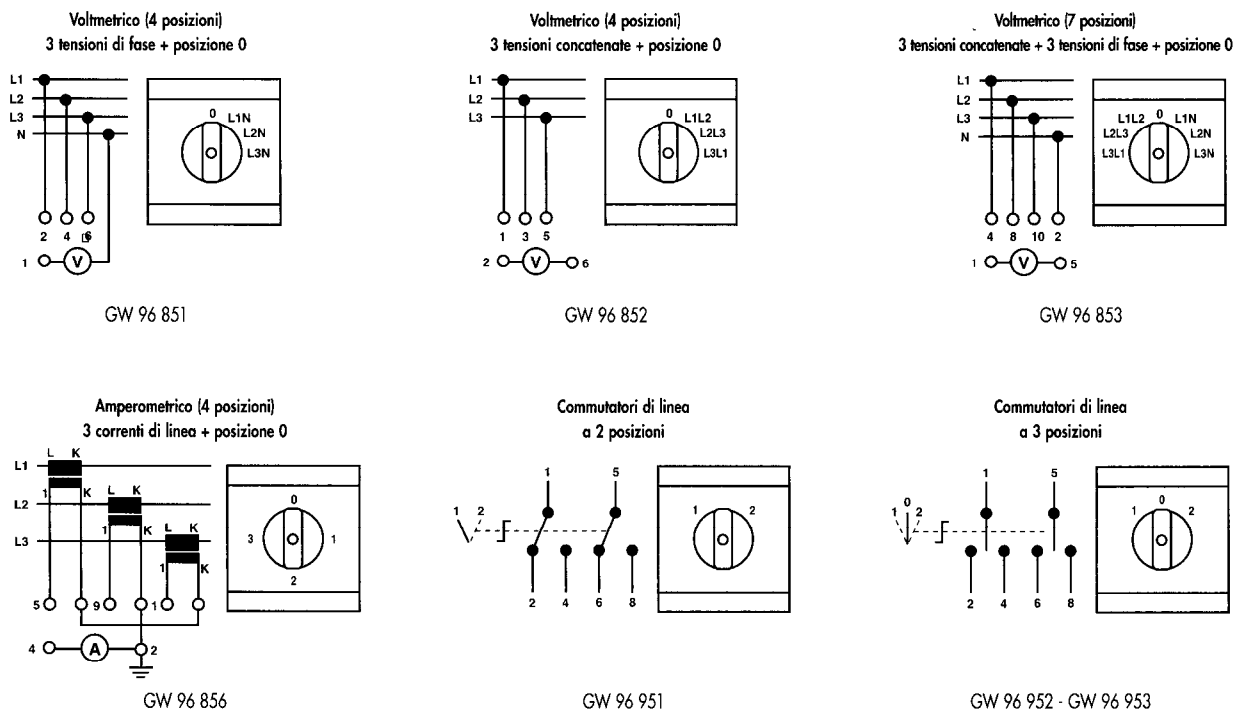 Voltmetrico (4 posizioni)
3 tensioni di fase + posizione 0
L1
L2
L3
N
0
L1N
L2N
L3N
2 4 6
1
V
GW 96 851
Voltmetrico (4 posizioni)
3 tensioni concatenate + posizione 0
L1
L2
L3
0
L1L2
L2L3
L3L1
1 3 5
2
V
6
GW 96 852
Voltmetrico (7 posizioni)
3 tensioni concatenate + 3 tensioni di fase + posizione 0
L1
L2
L3
N
0
L1L2 L1N
L2L3 L2N
L3L1 L3N
4 8 10 2
1
V
5
GW 96 853
Amperometrico (4 posizioni)
3 correnti di linea + posizione 0
L K
L1
1 K
L K
L2
1 K
L K
L3
1 K
0
3 1
2
5 9 1
4
A
2
GW 96 856
Commutatori di linea
a 2 posizioni
1 5
1 2
2 4 6 8
1 2
GW 96 951
Commutatori di linea
a 3 posizioni
1 5
1 0 2
2 4 6 8
0
1 2
GW 96 952 - GW 96 953